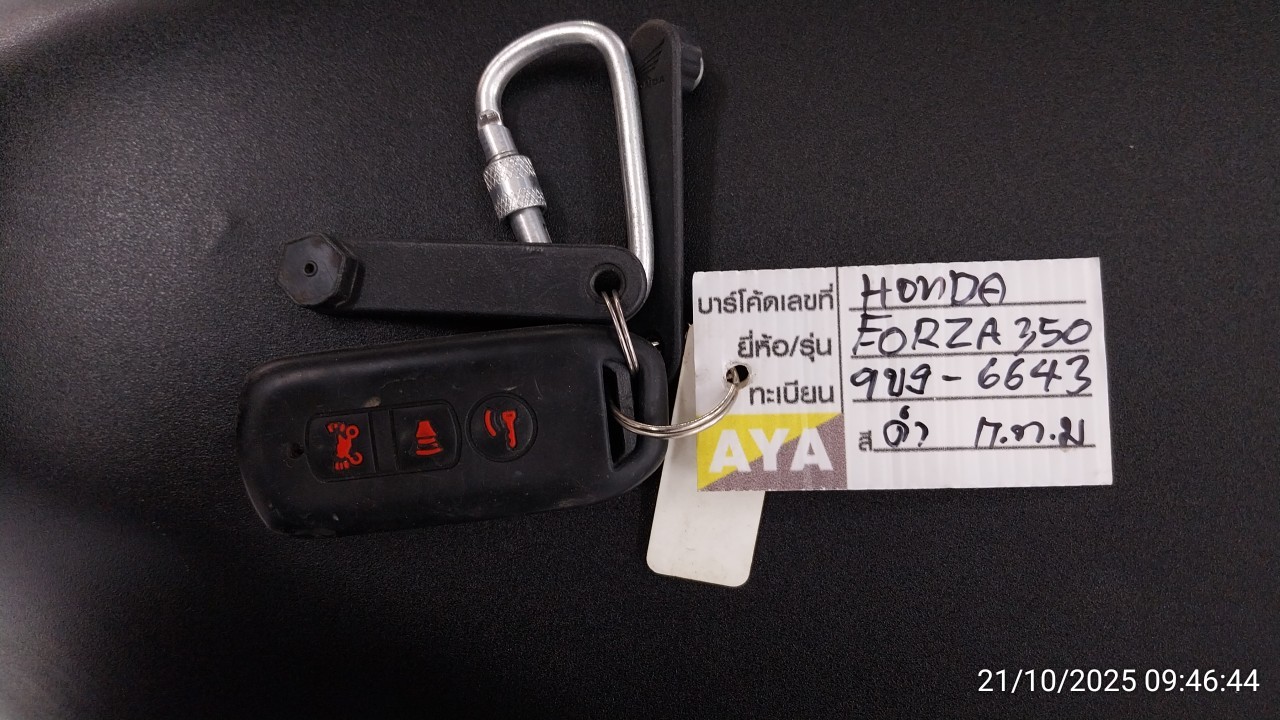 บาร์โค้ดเลขที่ HONDA
ยี่ห้อ/รุ่น FORZA 350
ทะเบียน 9ขg - 6643
AYA สี ดำ ก.ท.ม
21/10/2025 09:46:44